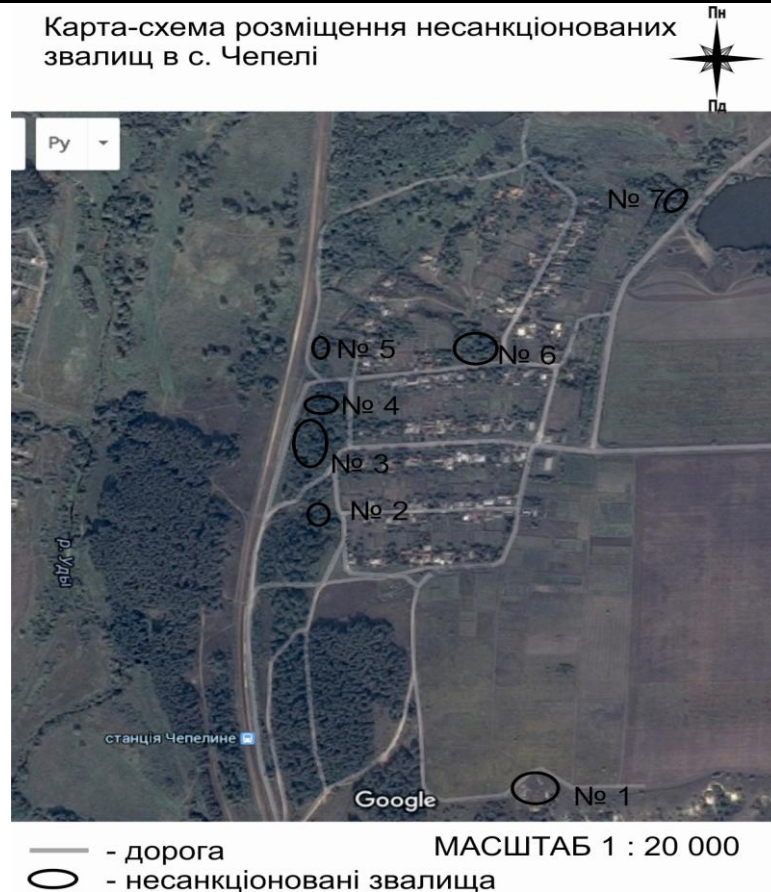 Карта-схема розміщення несанкціонованих
звалищ в с. Чепелі
Пн
Пд
Ру
№ 7
№ 5
№ 6
№ 4
№ 3
№ 2
р.Уды
станція Чепелине
Google
№ 1
- дорога
МАСШТАБ 1 : 20 000
- несанкціоновані звалища